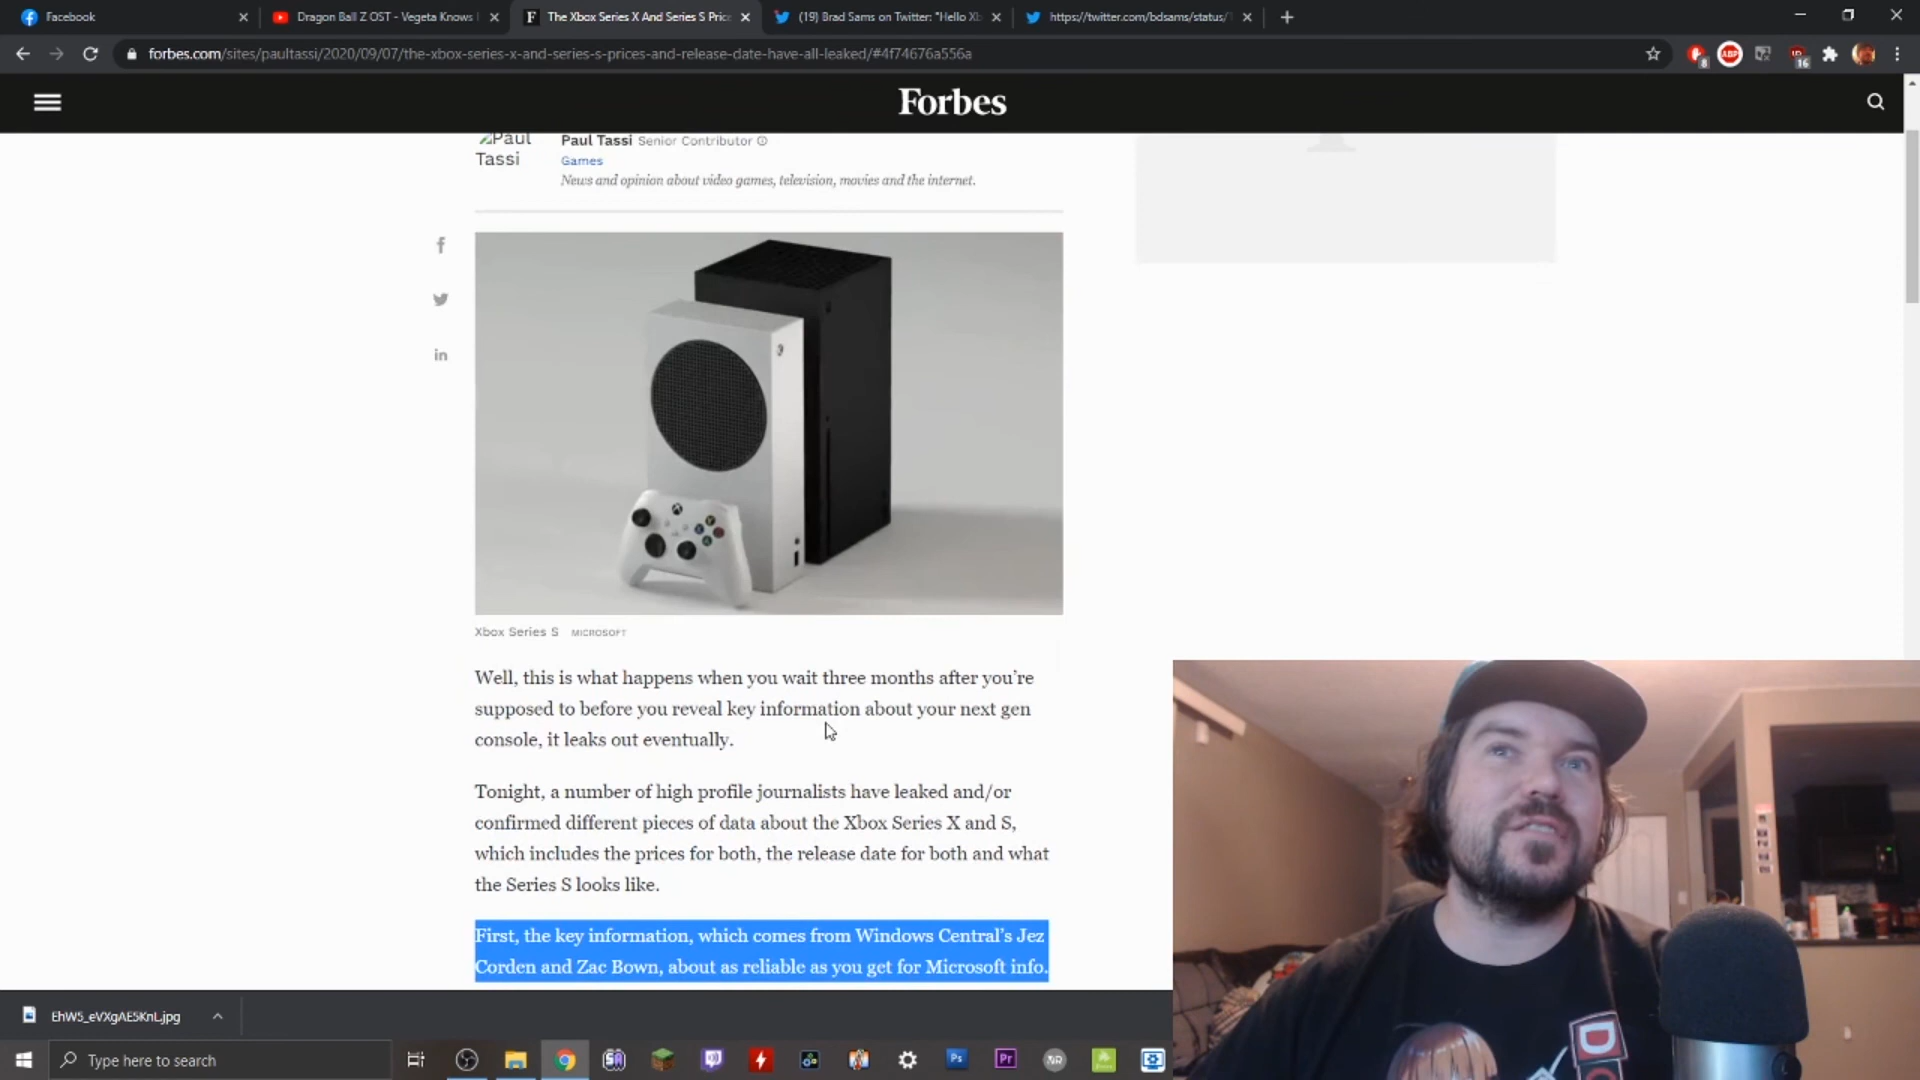 Facebook
Dragon Ball Z OST - Vegeta Knows
The Xbox Series X And Series S Pric
(19) Brad Sams on Twitter: "Hello Xb
https://twitter.com/bdsams/status/1
forbes.com/sites/paultassi/2020/09/07/the-xbox-series-x-and-series-s-prices-and-release-date-have-all-leaked/#4f74676a556a
8
ABP
16
Forbes
Paul
Tassi
Paul Tassi Senior Contributor
Games
News and opinion about video games, television, movies and the internet.
Xbox Series S MICROSOFT
Well, this is what happens when you wait three months after you're
supposed to before you reveal key information about your next gen
console, it leaks out eventually.
Tonight, a number of high profile journalists have leaked and/or
confirmed different pieces of data about the Xbox Series X and S,
which includes the prices for both, the release date for both and what
the Series S looks like.
First, the key information, which comes from Windows Central's Jez
Corden and Zac Bown, about as reliable as you get for Microsoft info.
EhW5_eVXgAE5KnL.jpg
Type here to search
Ps
Pr